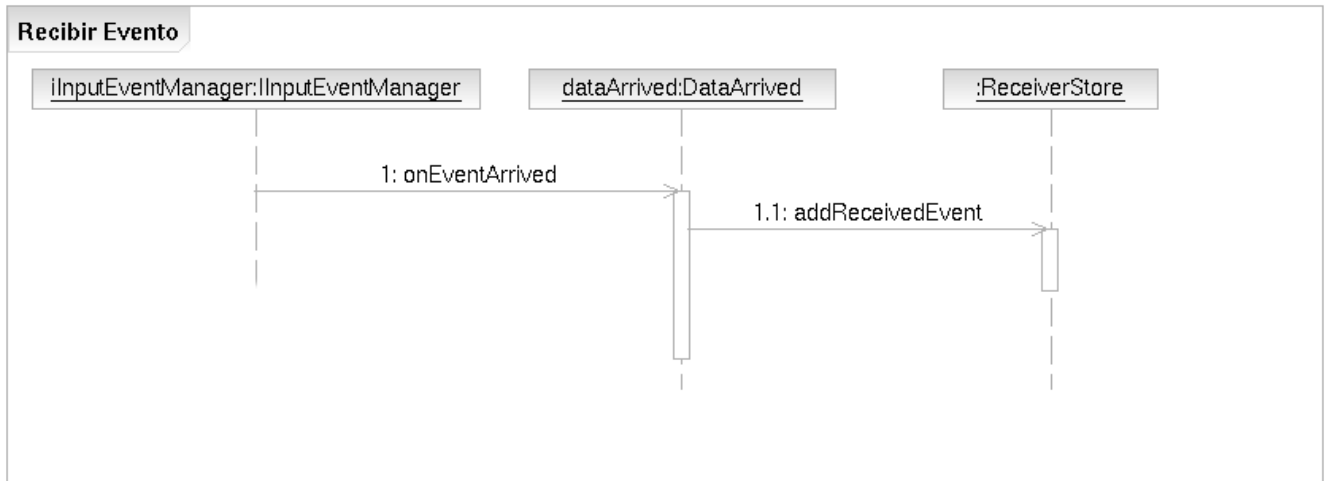 Recibir Evento
iInputEventManager:IInputEventManager
dataArrived:DataArrived
:ReceiverStore
1: onEventArrived
1.1: addReceivedEvent